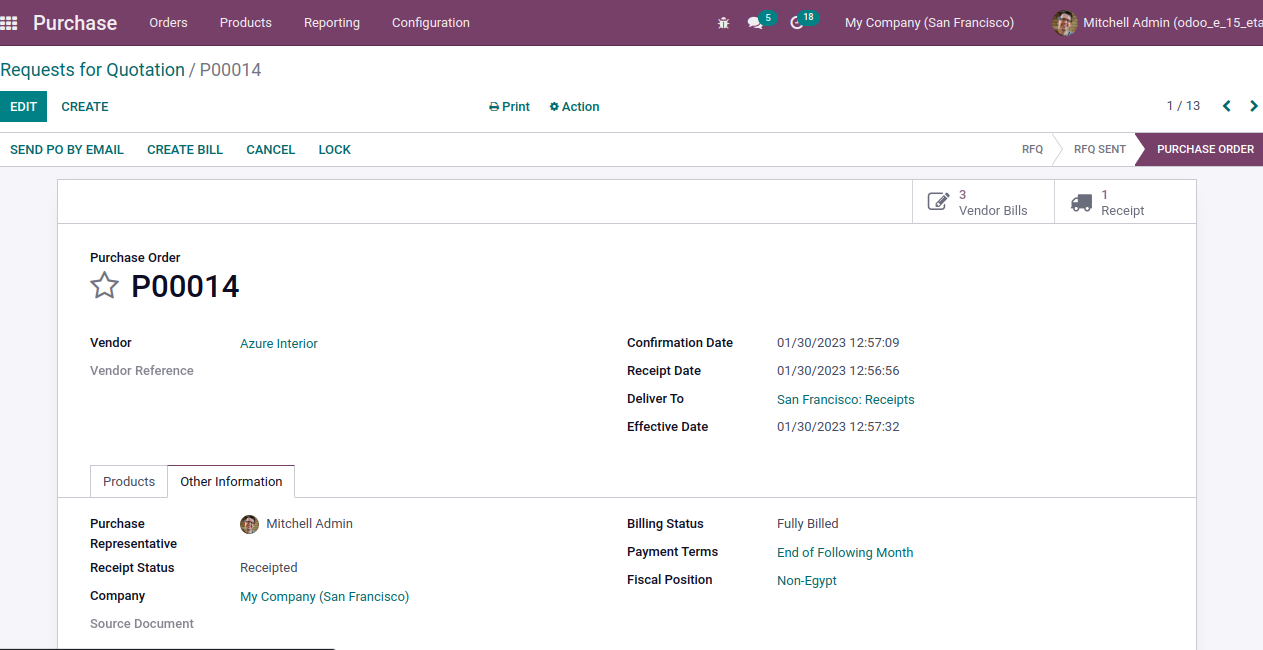 Purchase Orders Products Reporting Configuration 5 18 My Company (San Francisco) Mitchell Admin (odoo_e_15_eta
Requests for Quotation / P00014
EDIT CREATE Print Action 1 / 13
SEND PO BY EMAIL CREATE BILL CANCEL LOCK RFQ RFQ SENT PURCHASE ORDER
3 Vendor Bills 1 Receipt
Purchase Order
P00014
Vendor Azure Interior Confirmation Date 01/30/2023 12:57:09
Vendor Reference Receipt Date 01/30/2023 12:56:56
Deliver To San Francisco: Receipts
Effective Date 01/30/2023 12:57:32
Products Other Information
Purchase Representative Mitchell Admin Billing Status Fully Billed
Receipt Status Receipted Payment Terms End of Following Month
Company My Company (San Francisco) Fiscal Position Non-Egypt
Source Document